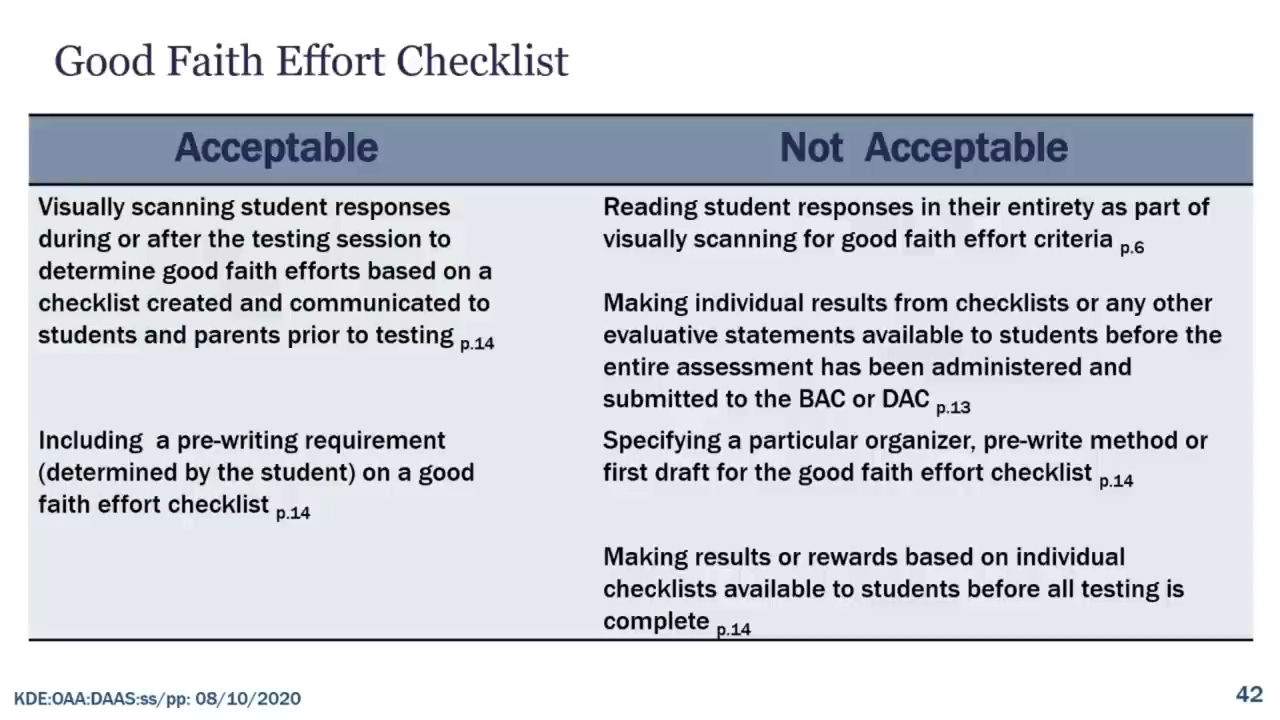 Good Faith Effort Checklist
Acceptable
Not Acceptable
Visually scanning student responses
during or after the testing session to
determine good faith efforts based on a
checklist created and communicated to
students and parents prior to testing p.14
Reading student responses in their entirety as part of
visually scanning for good faith effort criteria p.6
Making individual results from checklists or any other
evaluative statements available to students before the
entire assessment has been administered and
submitted to the BAC or DAC p.13
Including a pre-writing requirement
(determined by the student) on a good
faith effort checklist p.14
Specifying a particular organizer, pre-write method or
first draft for the good faith effort checklist p.14
Making results or rewards based on individual
checklists available to students before all testing is
complete p.14
KDE:OAA:DAAS:ss/pp: 08/10/2020
42